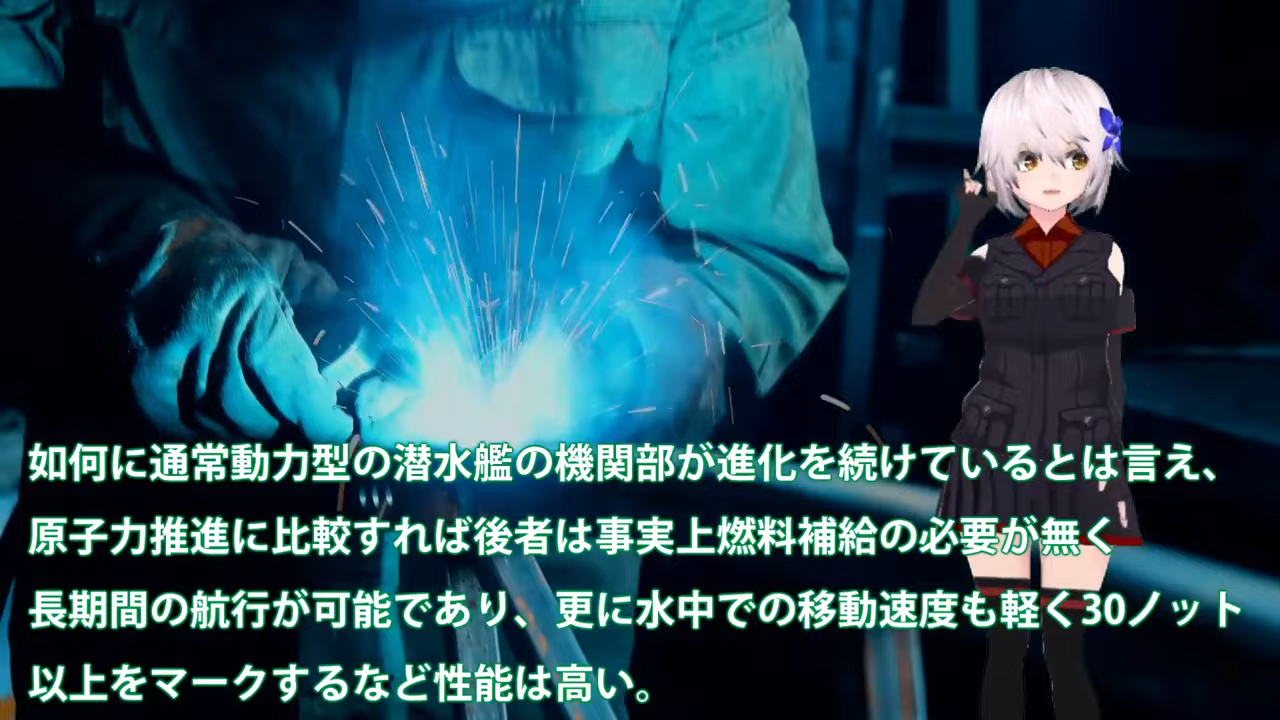 如何に通常動力型の潜水艦の機関部が進化を続けているとは言え、
原子力推進に比較すれば後者は事実上燃料補給の必要が無く
長期間の航行が可能であり、更に水中での移動速度も軽く30ノット
以上をマークするなど性能は高い。